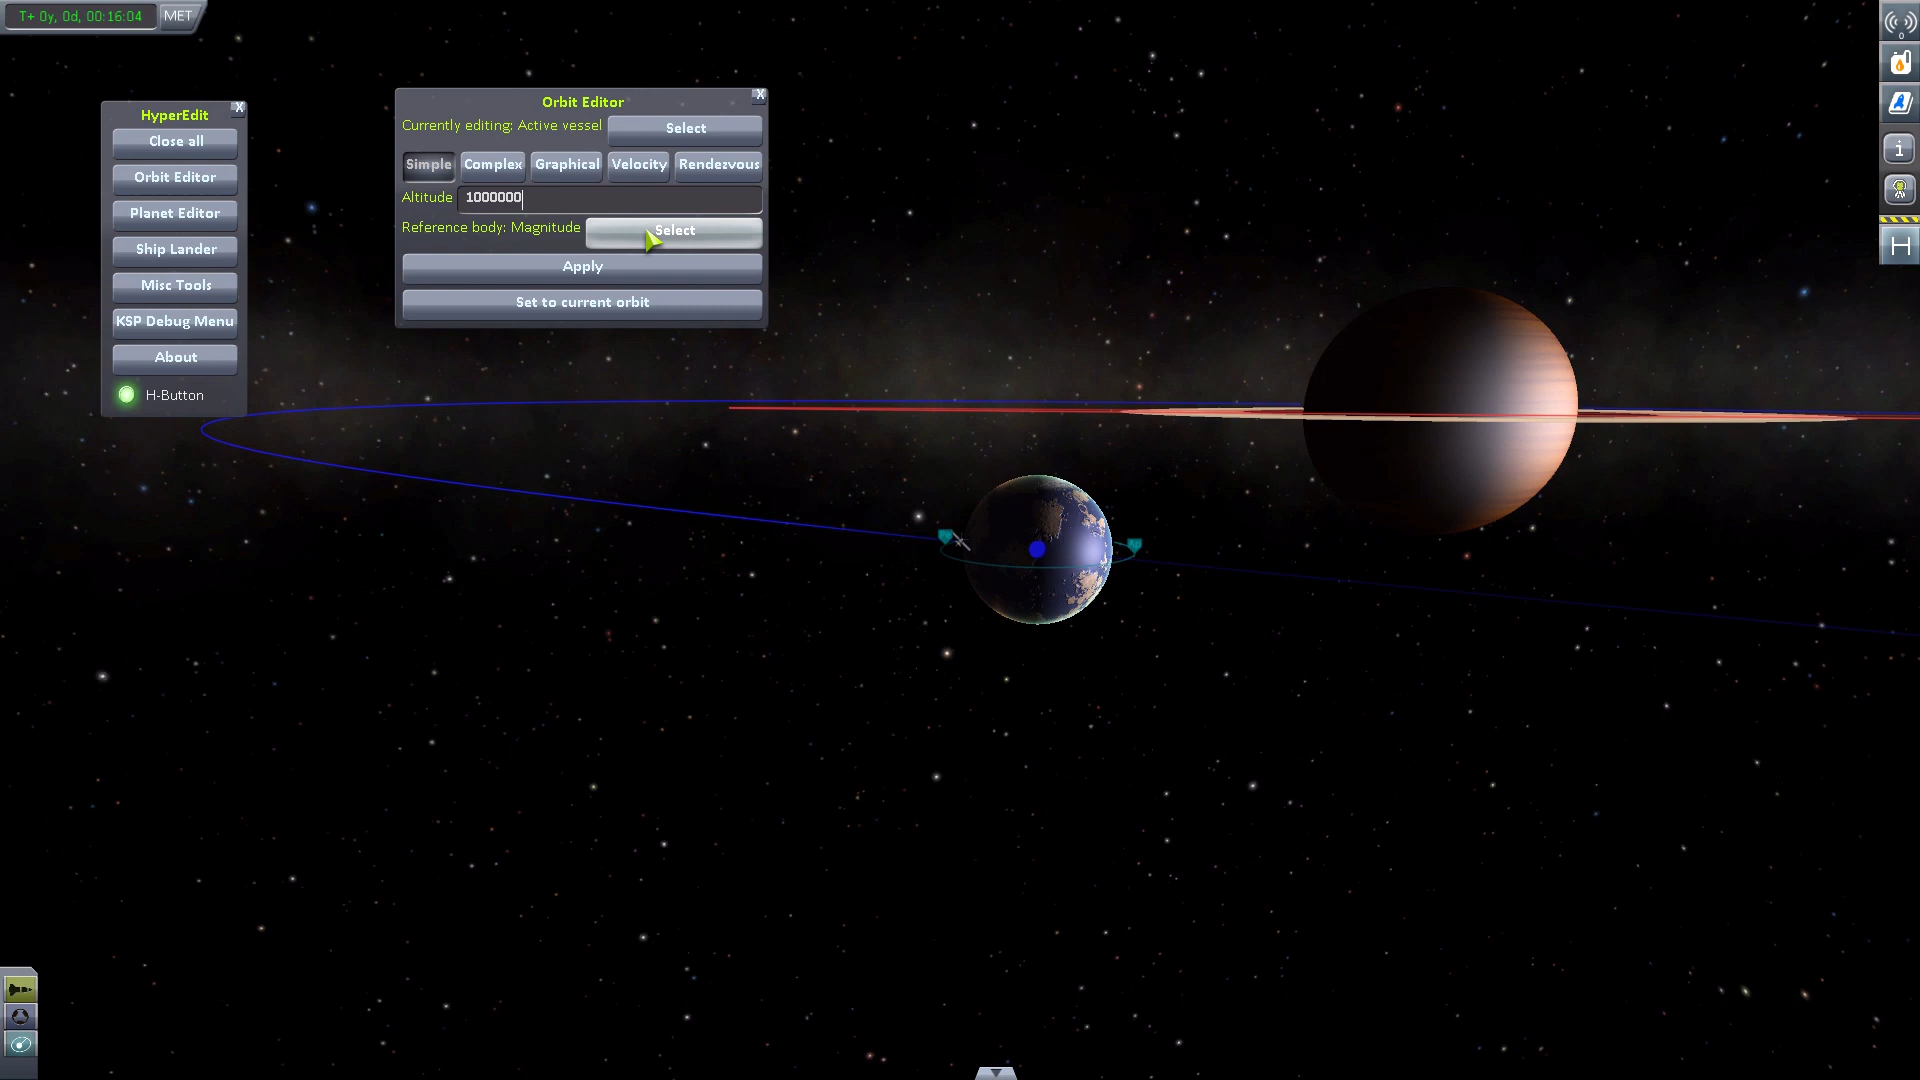 T+ 0y, 0d, 00:16:04 MET
HyperEdit X
Close all
Orbit Editor
Planet Editor
Ship Lander
Misc Tools
KSP Debug Menu
About
H-Button
Orbit Editor X
Currently editing: Active vessel Select
Simple Complex Graphical Velocity Rendezvous
Altitude 1000000
Reference body: Magnitude Select
Apply
Set to current orbit
0
i
H